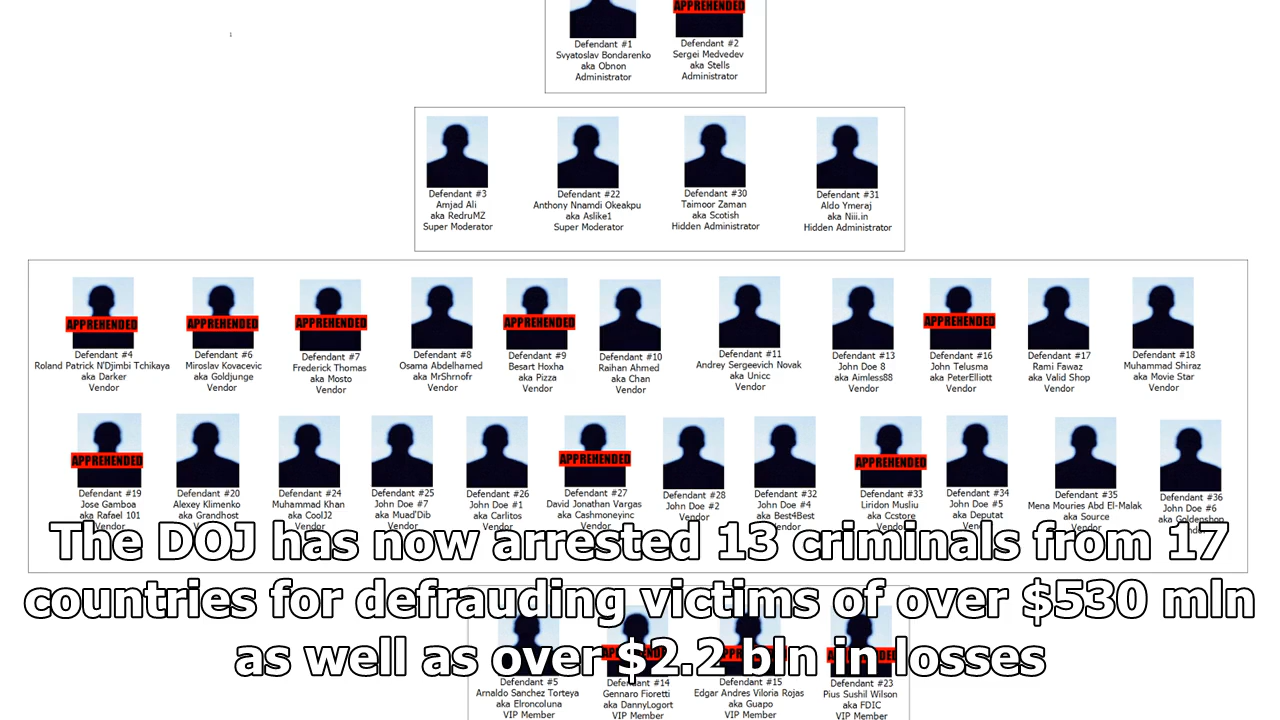 1
APPREHENDED
Defendant #1 Defendant #2
Svyatoslav Bondarenko Sergei Medvedev
aka Obnon aka Stells
Administrator Administrator
Defendant #3 Defendant #22 Defendant #30 Defendant #31
Amjad Ali Anthony Nnamdi Okeakpu Taimoor Zaman Aldo Ymeraj
aka RedruMZ aka Aslike1 aka Scotish aka Niii.in
Super Moderator Super Moderator Hidden Administrator Hidden Administrator
APPREHENDED APPREHENDED APPREHENDED APPREHENDED APPREHENDED
Defendant #4 Defendant #6 Defendant #7 Defendant #8 Defendant #9 Defendant #10 Defendant #11 Defendant #13 Defendant #16 Defendant #17 Defendant #18
Roland Patrick N'Djimbi Tchikaya Miroslav Kovacevic Frederick Thomas Osama Abdelhamed Besart Hoxha Raihan Ahmed Andrey Sergeevich Novak John Doe 8 John Telusma Rami Fawaz Muhammad Shiraz
aka Darker aka Goldjunge aka Mosto aka MrShrnofr aka Pizza aka Chan aka Unicc aka Aimless88 aka PeterElliott aka Valid Shop aka Movie Star
Vendor Vendor Vendor Vendor Vendor Vendor Vendor Vendor Vendor Vendor Vendor
APPREHENDED APPREHENDED APPREHENDED
Defendant #19 Defendant #20 Defendant #24 Defendant #25 Defendant #26 Defendant #27 Defendant #28 Defendant #32 Defendant #33 Defendant #34 Defendant #35 Defendant #36
Jose Gamboa Alexey Klimenko Muhammad Khan John Doe #7 John Doe #1 David Jonathan Vargas John Doe #2 John Doe #4 Liridon Musliu John Doe #5 Mena Mouries Abd El-Malak John Doe #6
aka Rafael 101 aka Grandhost aka CoolJ2 aka Muad'Dib aka Carlitos aka Cashmoneyinc Vendor aka Best4Best aka Ccstore aka Deputat aka Source aka Goldenshop
The DOJ has now arrested 13 criminals from 17
countries for defrauding victims of over $530 mln
as well as over $2.2 bln in losses
Defendant #5 Defendant #14 Defendant #15 Defendant #23
Arnaldo Sanchez Torteya Gennaro Fioretti Edgar Andres Viloria Rojas Pius Sushil Wilson
aka Elroncoluna aka DannyLogort aka Guapo aka FDIC
VIP Member VIP Member VIP Member VIP Member